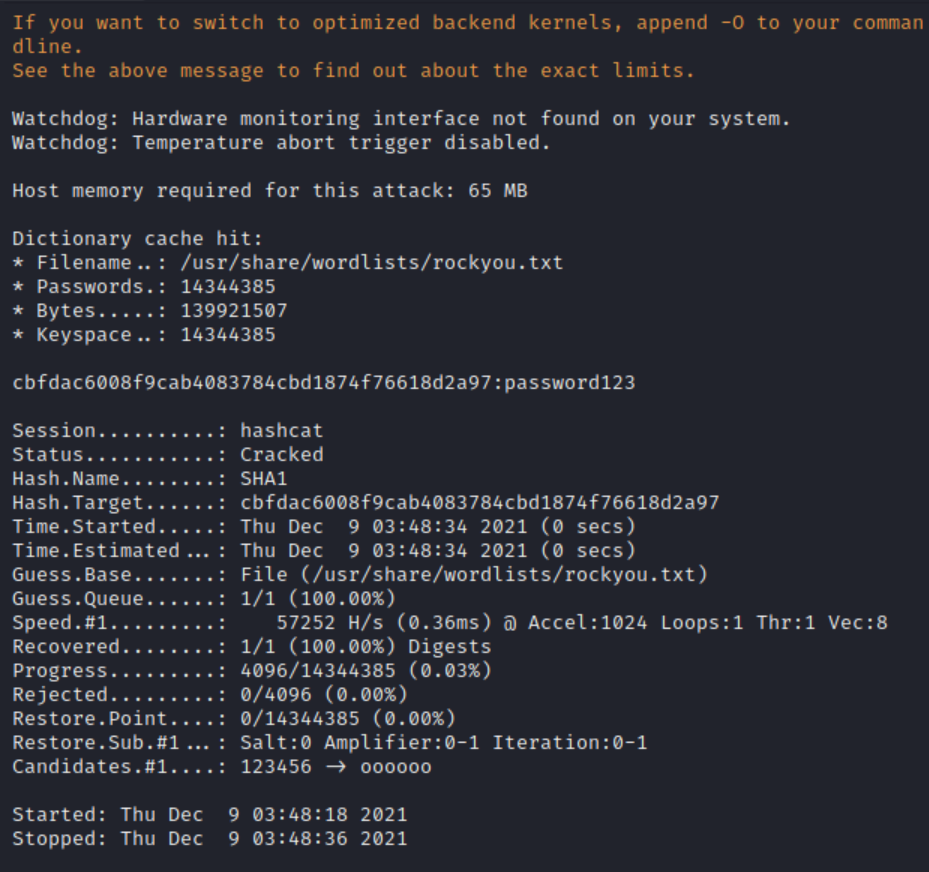 If you want to switch to optimized backend kernels, append -O to your comman
dline.
See the above message to find out about the exact limits.
Watchdog: Hardware monitoring interface not found on your system.
Watchdog: Temperature abort trigger disabled.
Host memory required for this attack: 65 MB
Dictionary cache hit:
* Filename..: /usr/share/wordlists/rockyou.txt
* Passwords.: 14344385
* Bytes.....: 139921507
* Keyspace..: 14344385
cbfdac6008f9cab4083784cbd1874f76618d2a97:password123
Session..........: hashcat
Status...........: Cracked
Hash.Name........: SHA1
Hash.Target......: cbfdac6008f9cab4083784cbd1874f76618d2a97
Time.Started.....: Thu Dec  9 03:48:34 2021 (0 secs)
Time.Estimated...: Thu Dec  9 03:48:34 2021 (0 secs)
Guess.Base.......: File (/usr/share/wordlists/rockyou.txt)
Guess.Queue......: 1/1 (100.00%)
Speed.#1.........:    57252 H/s (0.36ms) @ Accel:1024 Loops:1 Thr:1 Vec:8
Recovered........: 1/1 (100.00%) Digests
Progress.........: 4096/14344385 (0.03%)
Rejected.........: 0/4096 (0.00%)
Restore.Point....: 0/14344385 (0.00%)
Restore.Sub.#1...: Salt:0 Amplifier:0-1 Iteration:0-1
Candidates.#1....: 123456 -> oooooo
Started: Thu Dec  9 03:48:18 2021
Stopped: Thu Dec  9 03:48:36 2021